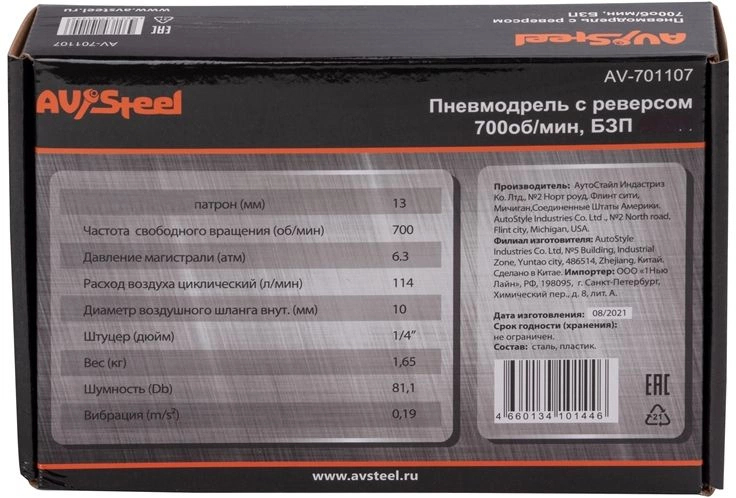 Пневмодрель с реверсом
700об/мин, БЗП
AV Steel
www.avsteel.ru
EAC
AV-701107
AV Steel
AV-701107
Пневмодрель с реверсом
700об/мин, БЗП
патрон (мм) 13
Частота свободного вращения (об/мин) 700
Давление магистрали (атм) 6.3
Расход воздуха циклический (л/мин) 114
Диаметр воздушного шланга внут. (мм) 10
Штуцер (дюйм) 1/4"
Вес (кг) 1,65
Шумность (Db) 81,1
Вибрация (m/s²) 0,19
Производитель: АутоСтайл Индастриз
Ко. Лтд., №2 Норт роуд, Флинт сити,
Мичиган,Соединенные Штаты Америки.
AutoStyle Industries Co. Ltd ., №2 North road,
Flint city, Michigan, USA.
Филиал изготовителя: AutoStyle
Industries Co. Ltd, №5 Building, Industrial
Zone, Yuntao city, 486514, Zhejiang. Китай.
Сделано в Китае. Импортер: ООО «1Нью
Лайн», РФ, 198095, г. Санкт-Петербург,
Химический пер., д. 8, лит. А.
Дата изготовления: 08/2021
Срок годности (хранения):
не ограничен.
Состав: сталь, пластик.
4 660134 101446
EAC
21
www.avsteel.ru